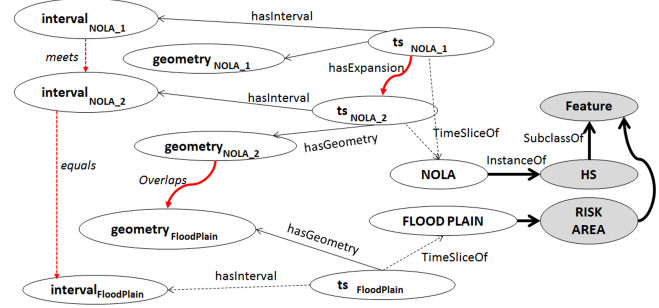 interval NOLA_1
hasInterval
ts NOLA_1
meets
geometry NOLA_1
hasExpansion
interval NOLA_2
hasInterval
ts NOLA_2
Feature
TimeSliceOf
SubclassOf
geometry NOLA_2
hasGeometry
InstanceOf
equals
NOLA
HS
Overlaps
geometry FloodPlain
FLOOD PLAIN
RISK
AREA
hasGeometry
TimeSliceOf
hasInterval
interval FloodPlain
ts FloodPlain